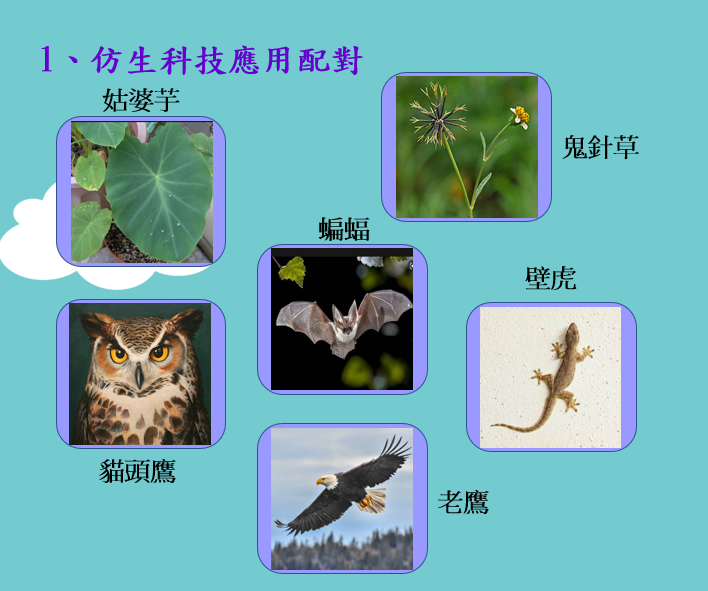 1、仿生科技應用配對
姑婆芋
鬼針草
蝙蝠
壁虎
貓頭鷹
老鷹